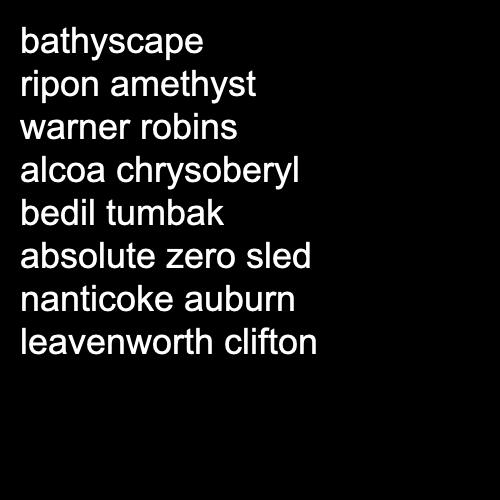 bathyscape
ripon amethyst
warner robins
alcoa chrysoberyl
bedil tumbak
absolute zero sled
nanticoke auburn
leavenworth clifton